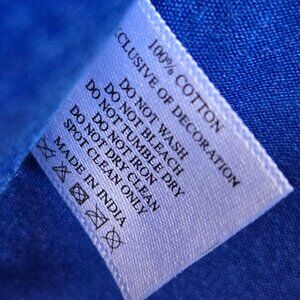 100% COTTON
CLUSIVE OF DECORATION
DO NOT WASH
DO NOT BLEACH
DO NOT TUMBLE DRY
DO NOT IRON
DO NOT DRY CLEAN
SPOT CLEAN ONLY
MADE IN INDIA